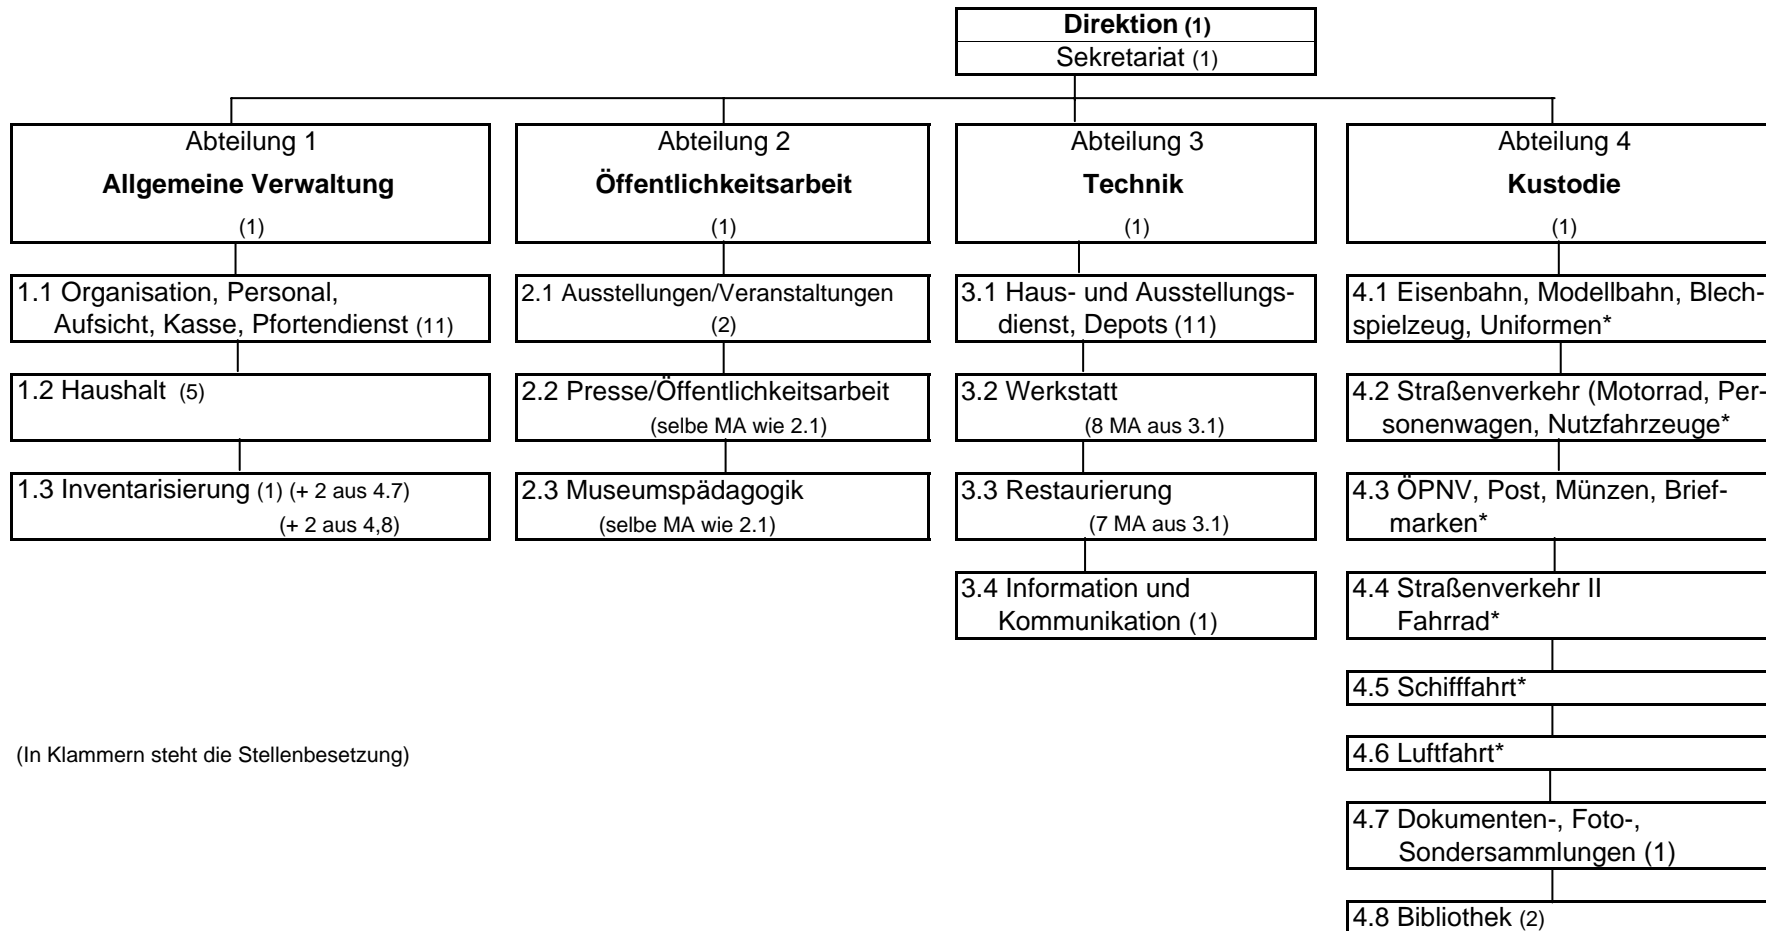 Direktion (1)
Sekretariat (1)
Abteilung 1
Allgemeine Verwaltung
(1)
1.1 Organisation, Personal,
Aufsicht, Kasse, Pfortendienst (11)
1.2 Haushalt (5)
1.3 Inventarisierung (1) (+ 2 aus 4.7)
(+ 2 aus 4,8)
Abteilung 2
Öffentlichkeitsarbeit
(1)
2.1 Ausstellungen/Veranstaltungen
(2)
2.2 Presse/Öffentlichkeitsarbeit
(selbe MA wie 2.1)
2.3 Museumspädagogik
(selbe MA wie 2.1)
Abteilung 3
Technik
(1)
3.1 Haus- und Ausstellungs-
dienst, Depots (11)
3.2 Werkstatt
(8 MA aus 3.1)
3.3 Restaurierung
(7 MA aus 3.1)
3.4 Information und
Kommunikation (1)
Abteilung 4
Kustodie
(1)
4.1 Eisenbahn, Modellbahn, Blech-
spielzeug, Uniformen*
4.2 Straßenverkehr (Motorrad, Per-
sonenwagen, Nutzfahrzeuge*
4.3 ÖPNV, Post, Münzen, Brief-
marken*
4.4 Straßenverkehr II
Fahrrad*
4.5 Schifffahrt*
4.6 Luftfahrt*
4.7 Dokumenten-, Foto-,
Sondersammlungen (1)
4.8 Bibliothek (2)
(In Klammern steht die Stellenbesetzung)